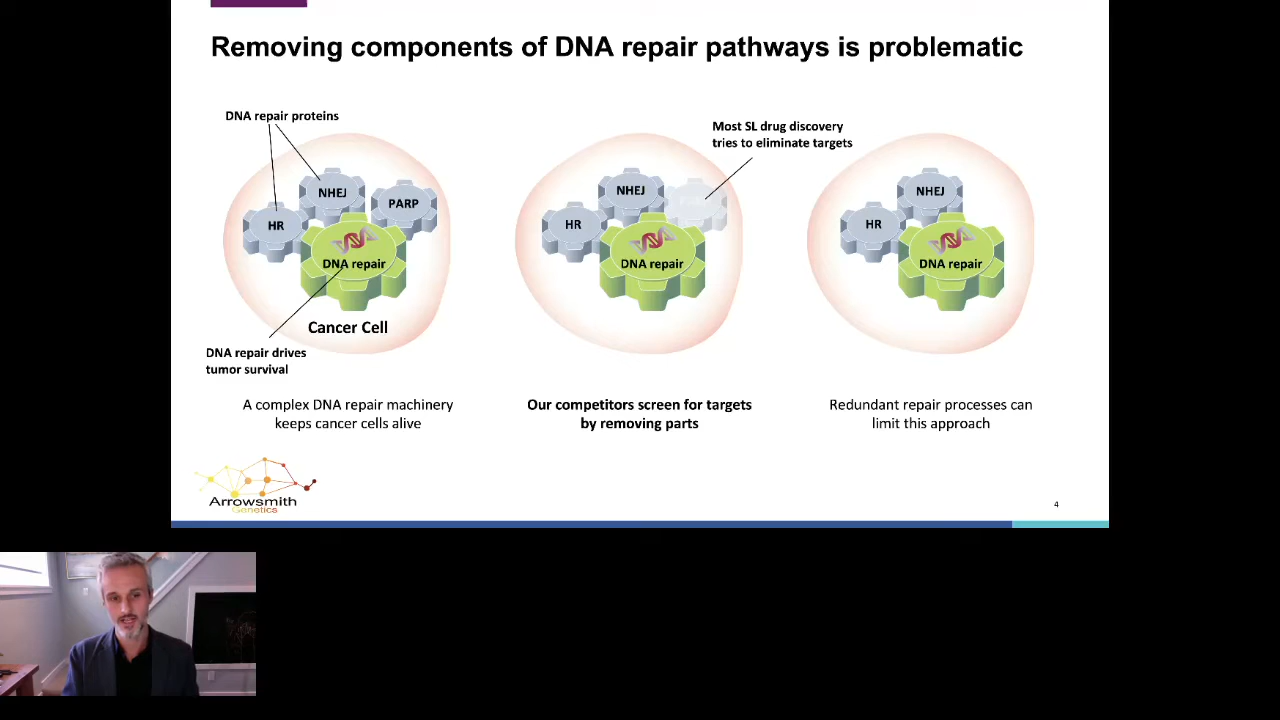 Removing components of DNA repair pathways is problematic
DNA repair proteins
NHEJ
PARP
HR
DNA repair
Cancer Cell
DNA repair drives
tumor survival
A complex DNA repair machinery
keeps cancer cells alive
Most SL drug discovery
tries to eliminate targets
NHEJ
HR
DNA repair
Our competitors screen for targets
by removing parts
NHEJ
HR
DNA repair
Redundant repair processes can
limit this approach
Arrowsmith
Genetics
4